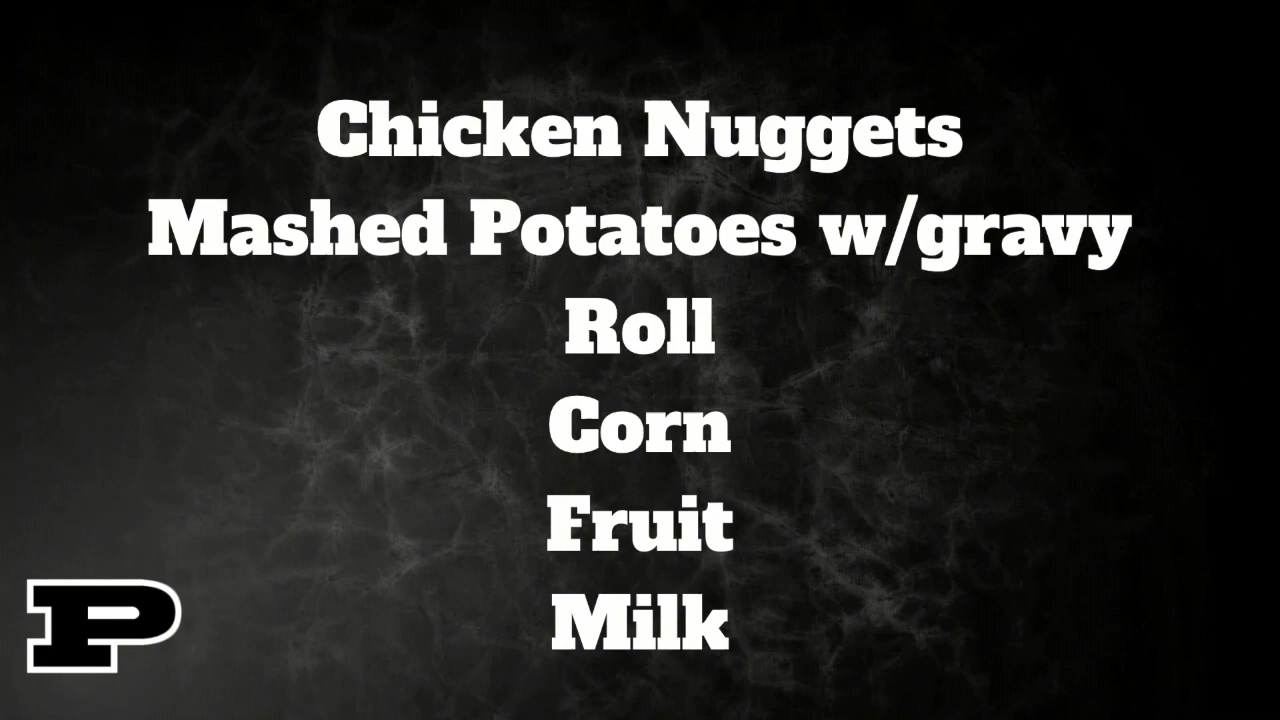 Chicken Nuggets
Mashed Potatoes w/gravy
Roll
Corn
Fruit
Milk
P